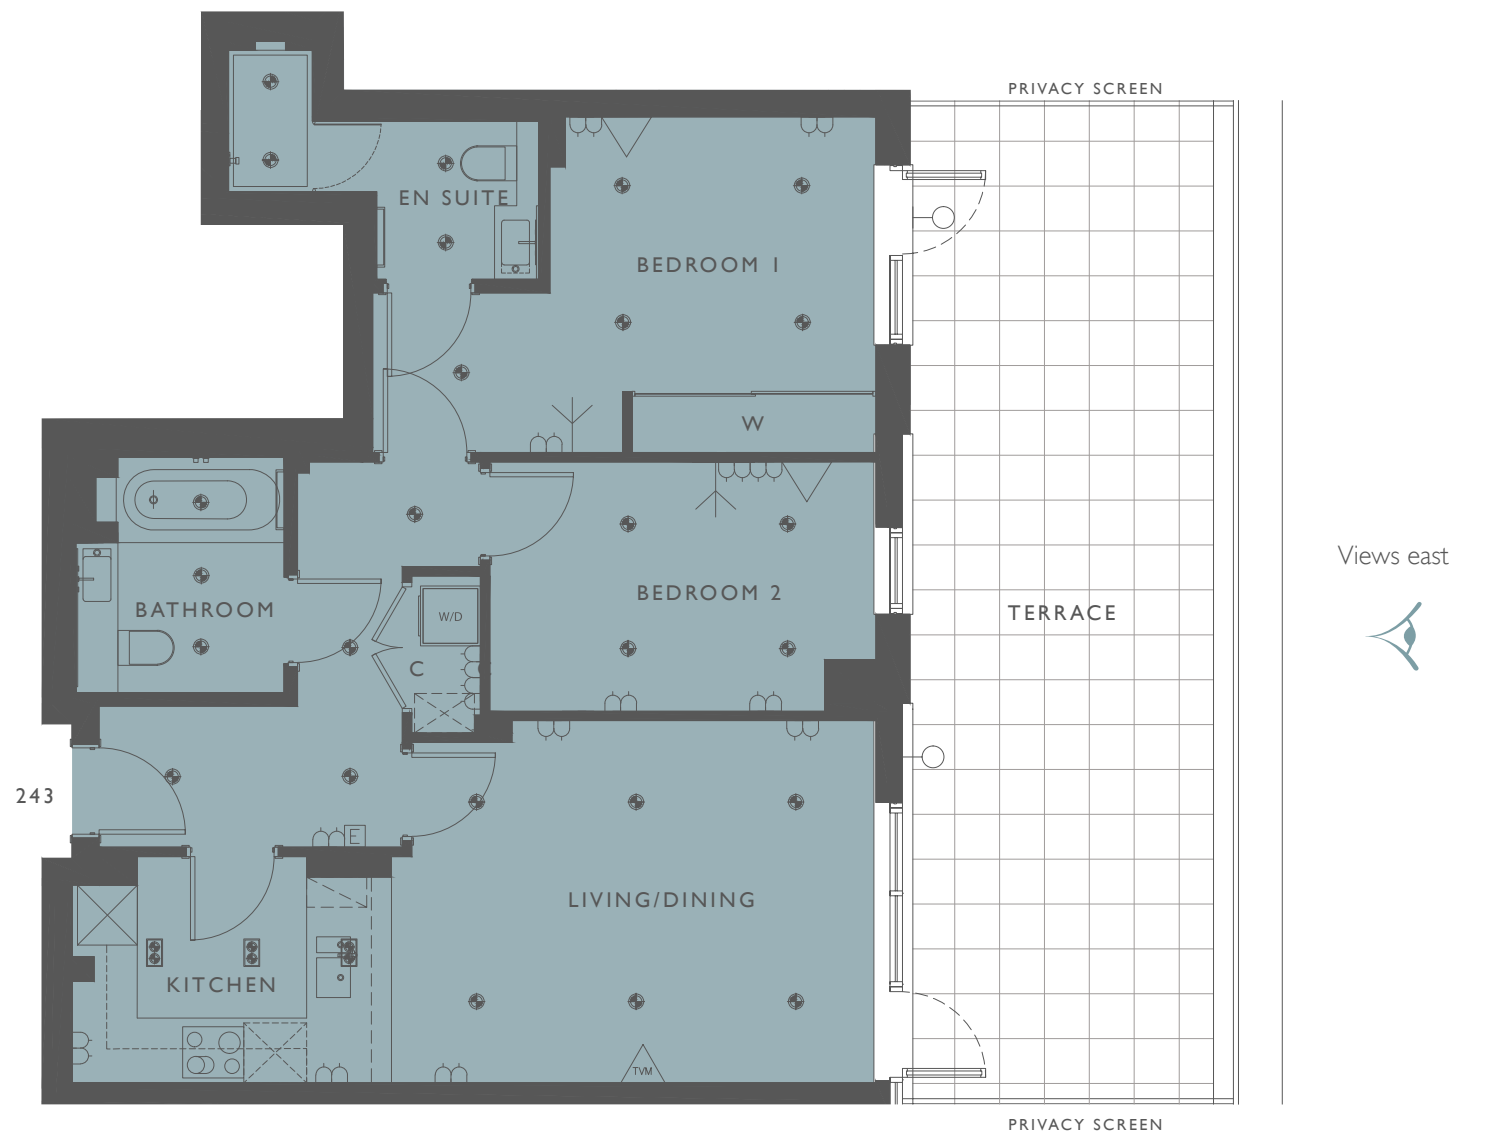 PRIVACY SCREEN
EN SUITE
BEDROOM 1
W
Views east
W/D
BEDROOM 2
BATHROOM
TERRACE
C
243
E
LIVING/DINING
KITCHEN
TVM
PRIVACY SCREEN